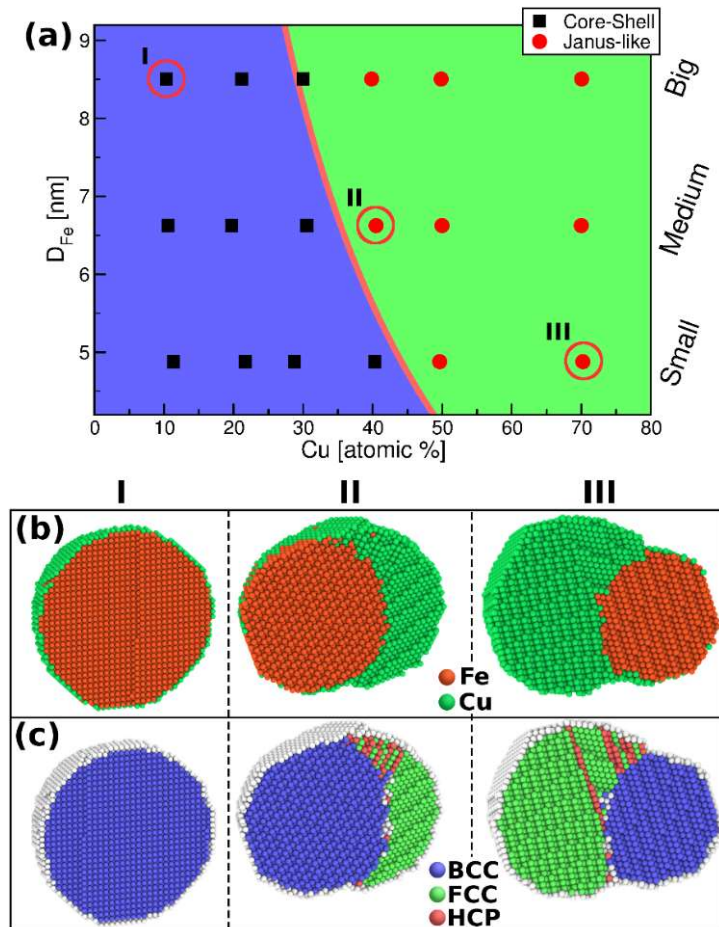 (a)
Core-Shell
Janus-like
I
II
III
9
8
7
6
5
D_Fe [nm]
Big
Medium
Small
0 10 20 30 40 50 60 70 80
Cu [atomic %]
I II III
(b)
Fe
Cu
(c)
BCC
FCC
HCP